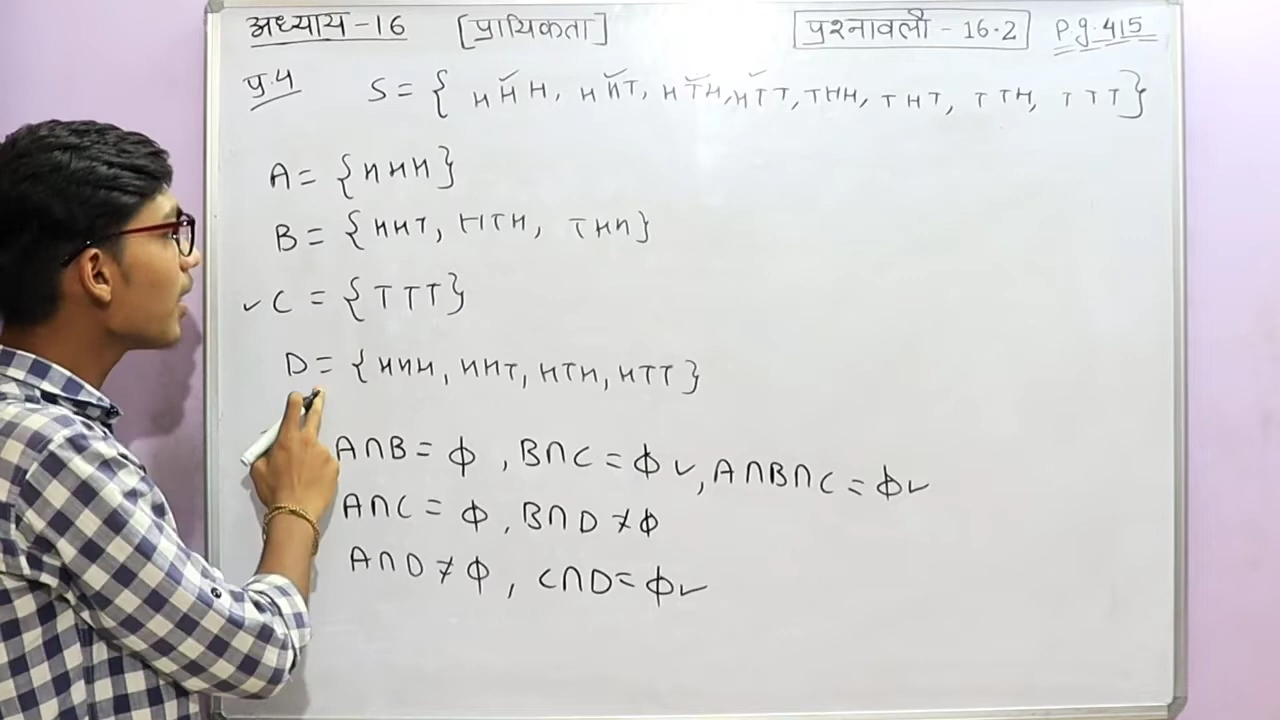 अध्याय -16 [प्रायिकता] प्रश्नावली - 16.2 pg.415
प्र.4 S = { HHH, HHT, HTH, HTT, THH, THT, TTH, TTT }
A = {HHH}
B = {HHT, HTH, THH}
✓ C = {TTT}
D = {HHH, HHT, HTH, HTT}
A∩B = ϕ , B∩C = ϕ ✓, A∩B∩C = ϕ ✓
A∩C = ϕ , B∩D ≠ ϕ
A∩D ≠ ϕ , C∩D = ϕ ✓